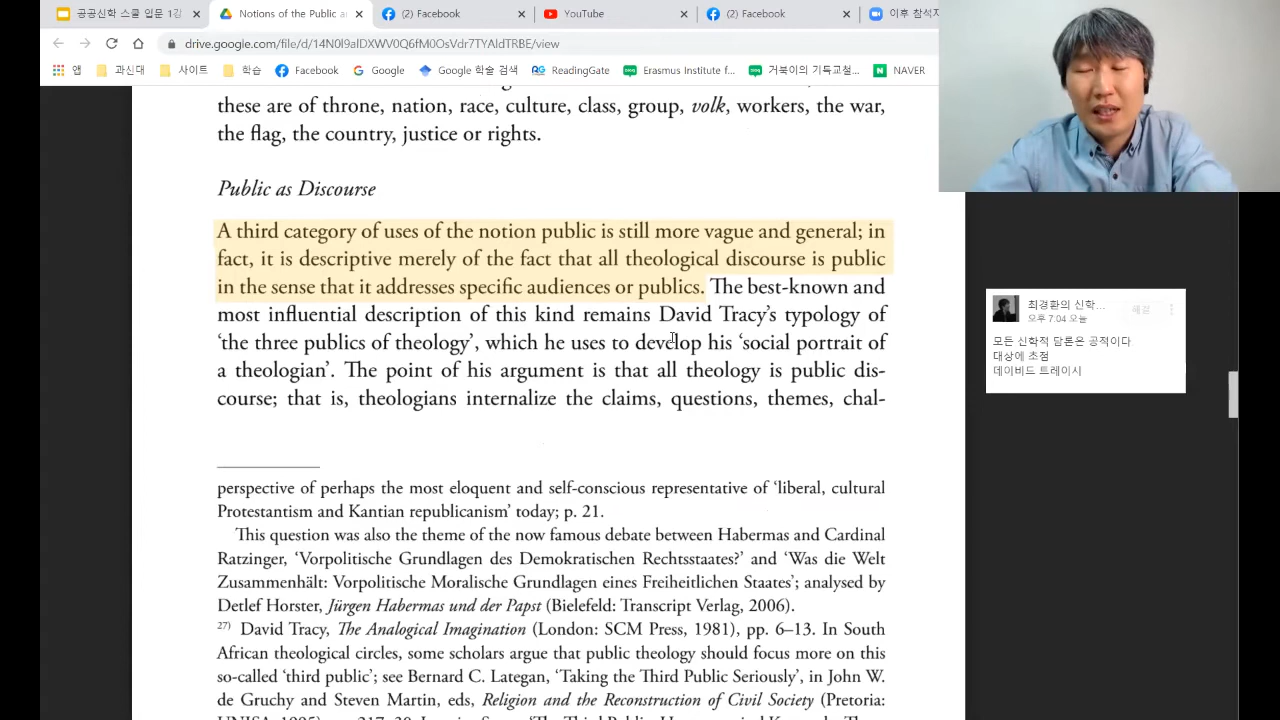 공공신학 스쿨 입문 1강
Notions of the Public a
(2) Facebook
YouTube
(2) Facebook
이후 참석자
drive.google.com/file/d/14N0l9alDXWV0Q6fM0OsVdr7TYAldTRBE/view
앱 과신대 사이트 학습 Facebook Google Google 학술 검색 ReadingGate Erasmus Institute f... 거북이의 기독교철... NAVER
these are of throne, nation, race, culture, class, group, volk, workers, the war,
the flag, the country, justice or rights.
Public as Discourse
A third category of uses of the notion public is still more vague and general; in
fact, it is descriptive merely of the fact that all theological discourse is public
in the sense that it addresses specific audiences or publics. The best-known and
most influential description of this kind remains David Tracy's typology of
'the three publics of theology', which he uses to develop his 'social portrait of
a theologian'. The point of his argument is that all theology is public dis-
course; that is, theologians internalize the claims, questions, themes, chal-
최경환의 신학...
오후 7:04 오늘
해결
모든 신학적 담론은 공적이다
대상에 초점
데이비드 트레이시
perspective of perhaps the most eloquent and self-conscious representative of 'liberal, cultural
Protestantism and Kantian republicanism' today; p. 21.
This question was also the theme of the now famous debate between Habermas and Cardinal
Ratzinger, 'Vorpolitische Grundlagen des Demokratischen Rechtsstaates?' and 'Was die Welt
Zusammenhält: Vorpolitische Moralische Grundlagen eines Freiheitlichen Staates'; analysed by
Detlef Horster, Jürgen Habermas und der Papst (Bielefeld: Transcript Verlag, 2006).
27) David Tracy, The Analogical Imagination (London: SCM Press, 1981), pp. 6–13. In South
African theological circles, some scholars argue that public theology should focus more on this
so-called 'third public'; see Bernard C. Lategan, 'Taking the Third Public Seriously', in John W.
de Gruchy and Steven Martin, eds, Religion and the Reconstruction of Civil Society (Pretoria: